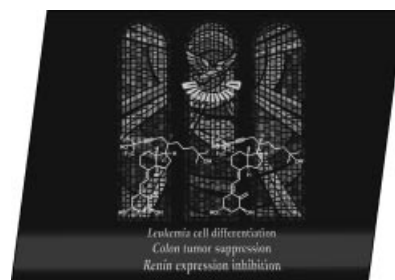 Leukemia cell differentiation
Colon tumor suppression
Renin expression inhibition